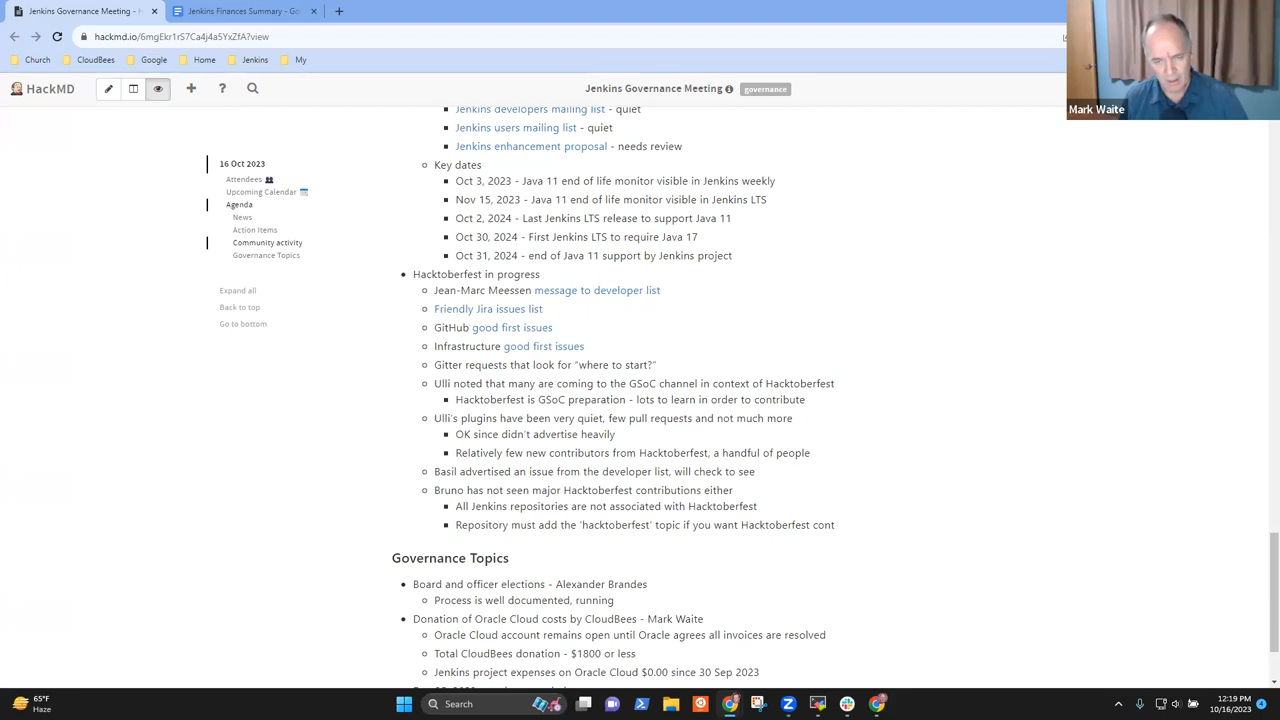 Jenkins Governance Meeting - H
Jenkins Finances Summary - Go
hackmd.io/6mgEkr1rS7Ca4j4a5YxZfA?view
Church
CloudBees
Google
Home
Jenkins
My
HackMD
Jenkins Governance Meeting
governance
Mark Waite
Jenkins developers mailing list - quiet
Jenkins users mailing list - quiet
Jenkins enhancement proposal - needs review
Key dates
Oct 3, 2023 - Java 11 end of life monitor visible in Jenkins weekly
Nov 15, 2023 - Java 11 end of life monitor visible in Jenkins LTS
Oct 2, 2024 - Last Jenkins LTS release to support Java 11
Oct 30, 2024 - First Jenkins LTS to require Java 17
Oct 31, 2024 - end of Java 11 support by Jenkins project
16 Oct 2023
Attendees
Upcoming Calendar
Agenda
News
Action Items
Community activity
Governance Topics
Expand all
Back to top
Go to bottom
Hacktoberfest in progress
Jean-Marc Meessen message to developer list
Friendly Jira issues list
GitHub good first issues
Infrastructure good first issues
Gitter requests that look for "where to start?"
Ulli noted that many are coming to the GSoC channel in context of Hacktoberfest
Hacktoberfest is GSoC preparation - lots to learn in order to contribute
Ulli's plugins have been very quiet, few pull requests and not much more
OK since didn't advertise heavily
Relatively few new contributors from Hacktoberfest, a handful of people
Basil advertised an issue from the developer list, will check to see
Bruno has not seen major Hacktoberfest contributions either
All Jenkins repositories are not associated with Hacktoberfest
Repository must add the 'hacktoberfest' topic if you want Hacktoberfest cont
Governance Topics
Board and officer elections - Alexander Brandes
Process is well documented, running
Donation of Oracle Cloud costs by CloudBees - Mark Waite
Oracle Cloud account remains open until Oracle agrees all invoices are resolved
Total CloudBees donation - $1800 or less
Jenkins project expenses on Oracle Cloud $0.00 since 30 Sep 2023
65°F
Haze
Search
12:19 PM
10/16/2023